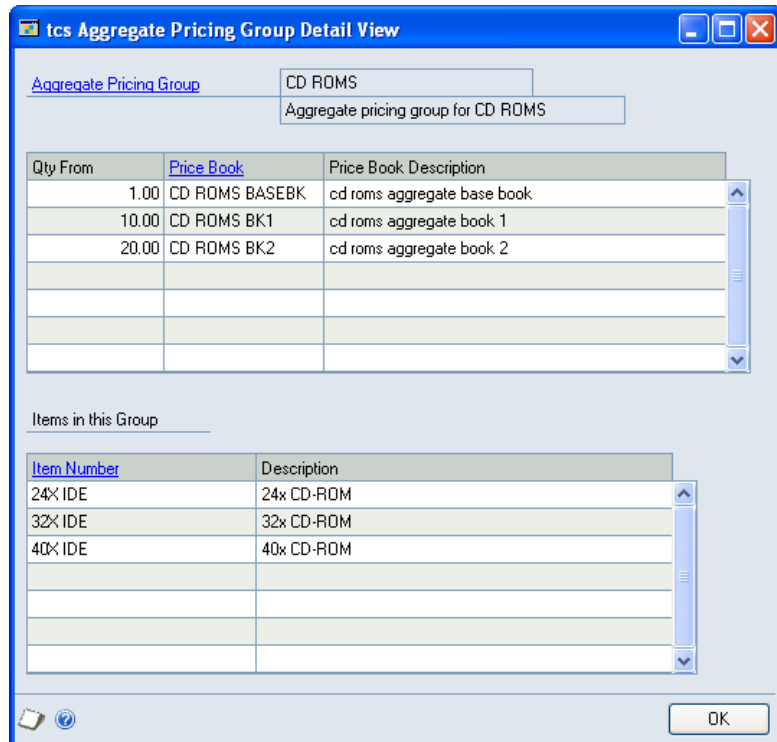 tcs Aggregate Pricing Group Detail View
Aggregate Pricing Group CD ROMS
Aggregate pricing group for CD ROMS
Qty From Price Book Price Book Description
1.00 CD ROMS BASEBK cd roms aggregate base book
10.00 CD ROMS BK1 cd roms aggregate book 1
20.00 CD ROMS BK2 cd roms aggregate book 2
Items in this Group
Item Number Description
24X IDE 24x CD-ROM
32X IDE 32x CD-ROM
40X IDE 40x CD-ROM
OK